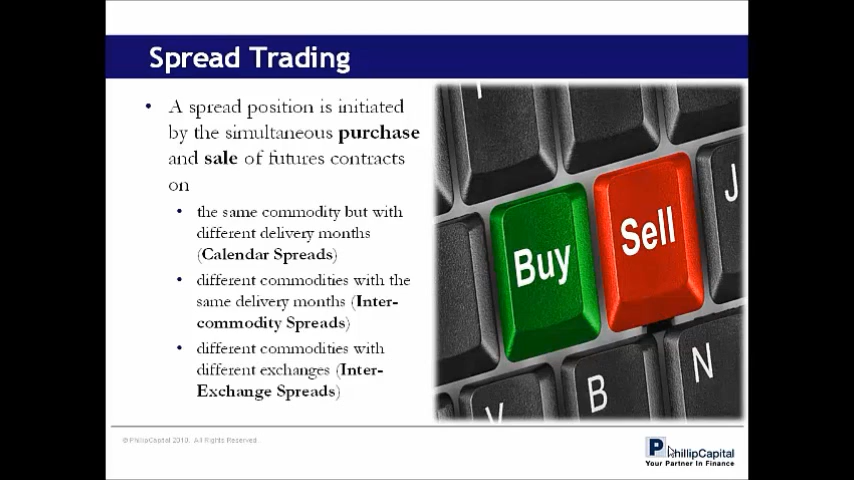 Spread Trading
• A spread position is initiated
by the simultaneous purchase
and sale of futures contracts
on
• the same commodity but with
different delivery months
(Calendar Spreads)
• different commodities with the
same delivery months (Inter-
commodity Spreads)
• different commodities with
different exchanges (Inter-
Exchange Spreads)
Buy
Sell
J
V
B
N
© PhillipCapital 2010. All Rights Reserved.
P PhillipCapital
Your Partner In Finance